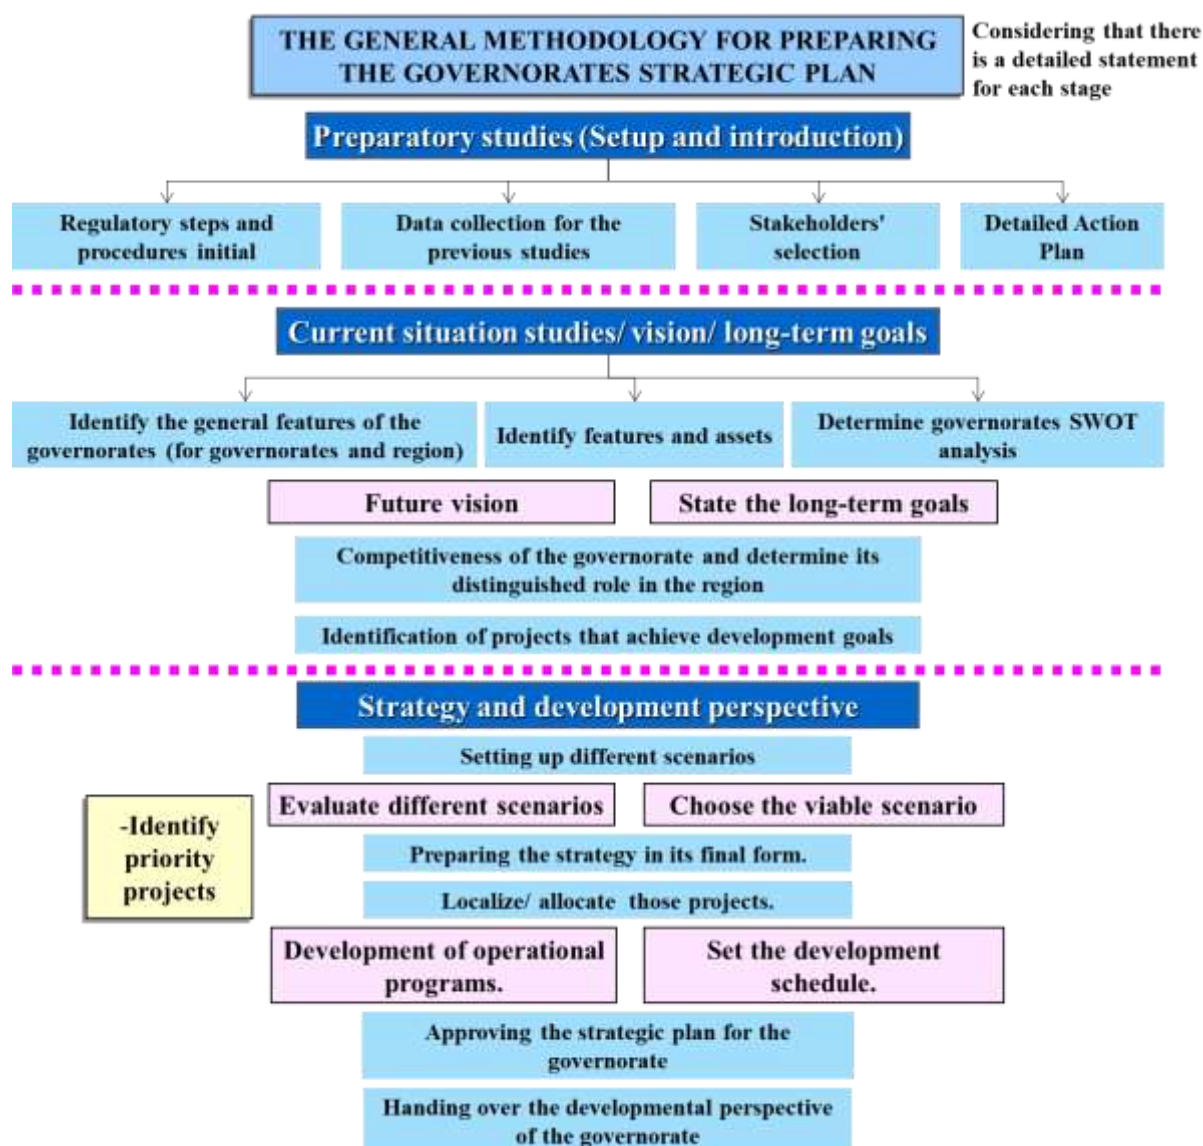 THE GENERAL METHODOLOGY FOR PREPARING
THE GOVERNORATES STRATEGIC PLAN
Considering that there
is a detailed statement
for each stage
Preparatory studies (Setup and introduction)
Regulatory steps and
procedures initial
Data collection for the
previous studies
Stakeholders'
selection
Detailed Action
Plan
Current situation studies/ vision/ long-term goals
Identify the general features of the
governorates (for governorates and region)
Identify features and assets
Determine governorates SWOT
analysis
Future vision
State the long-term goals
Competitiveness of the governorate and determine its
distinguished role in the region
Identification of projects that achieve development goals
Strategy and development perspective
Setting up different scenarios
Evaluate different scenarios
Choose the viable scenario
-Identify
priority
projects
Preparing the strategy in its final form.
Localize/ allocate those projects.
Development of operational
programs.
Set the development
schedule.
Approving the strategic plan for the
governorate
Handing over the developmental perspective
of the governorate